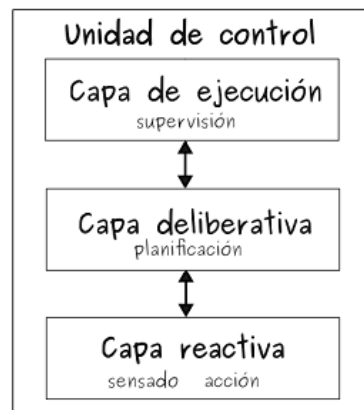 Unidad de control
Capa de ejecución
supervisión
Capa deliberativa
planificación
Capa reactiva
sensado acción